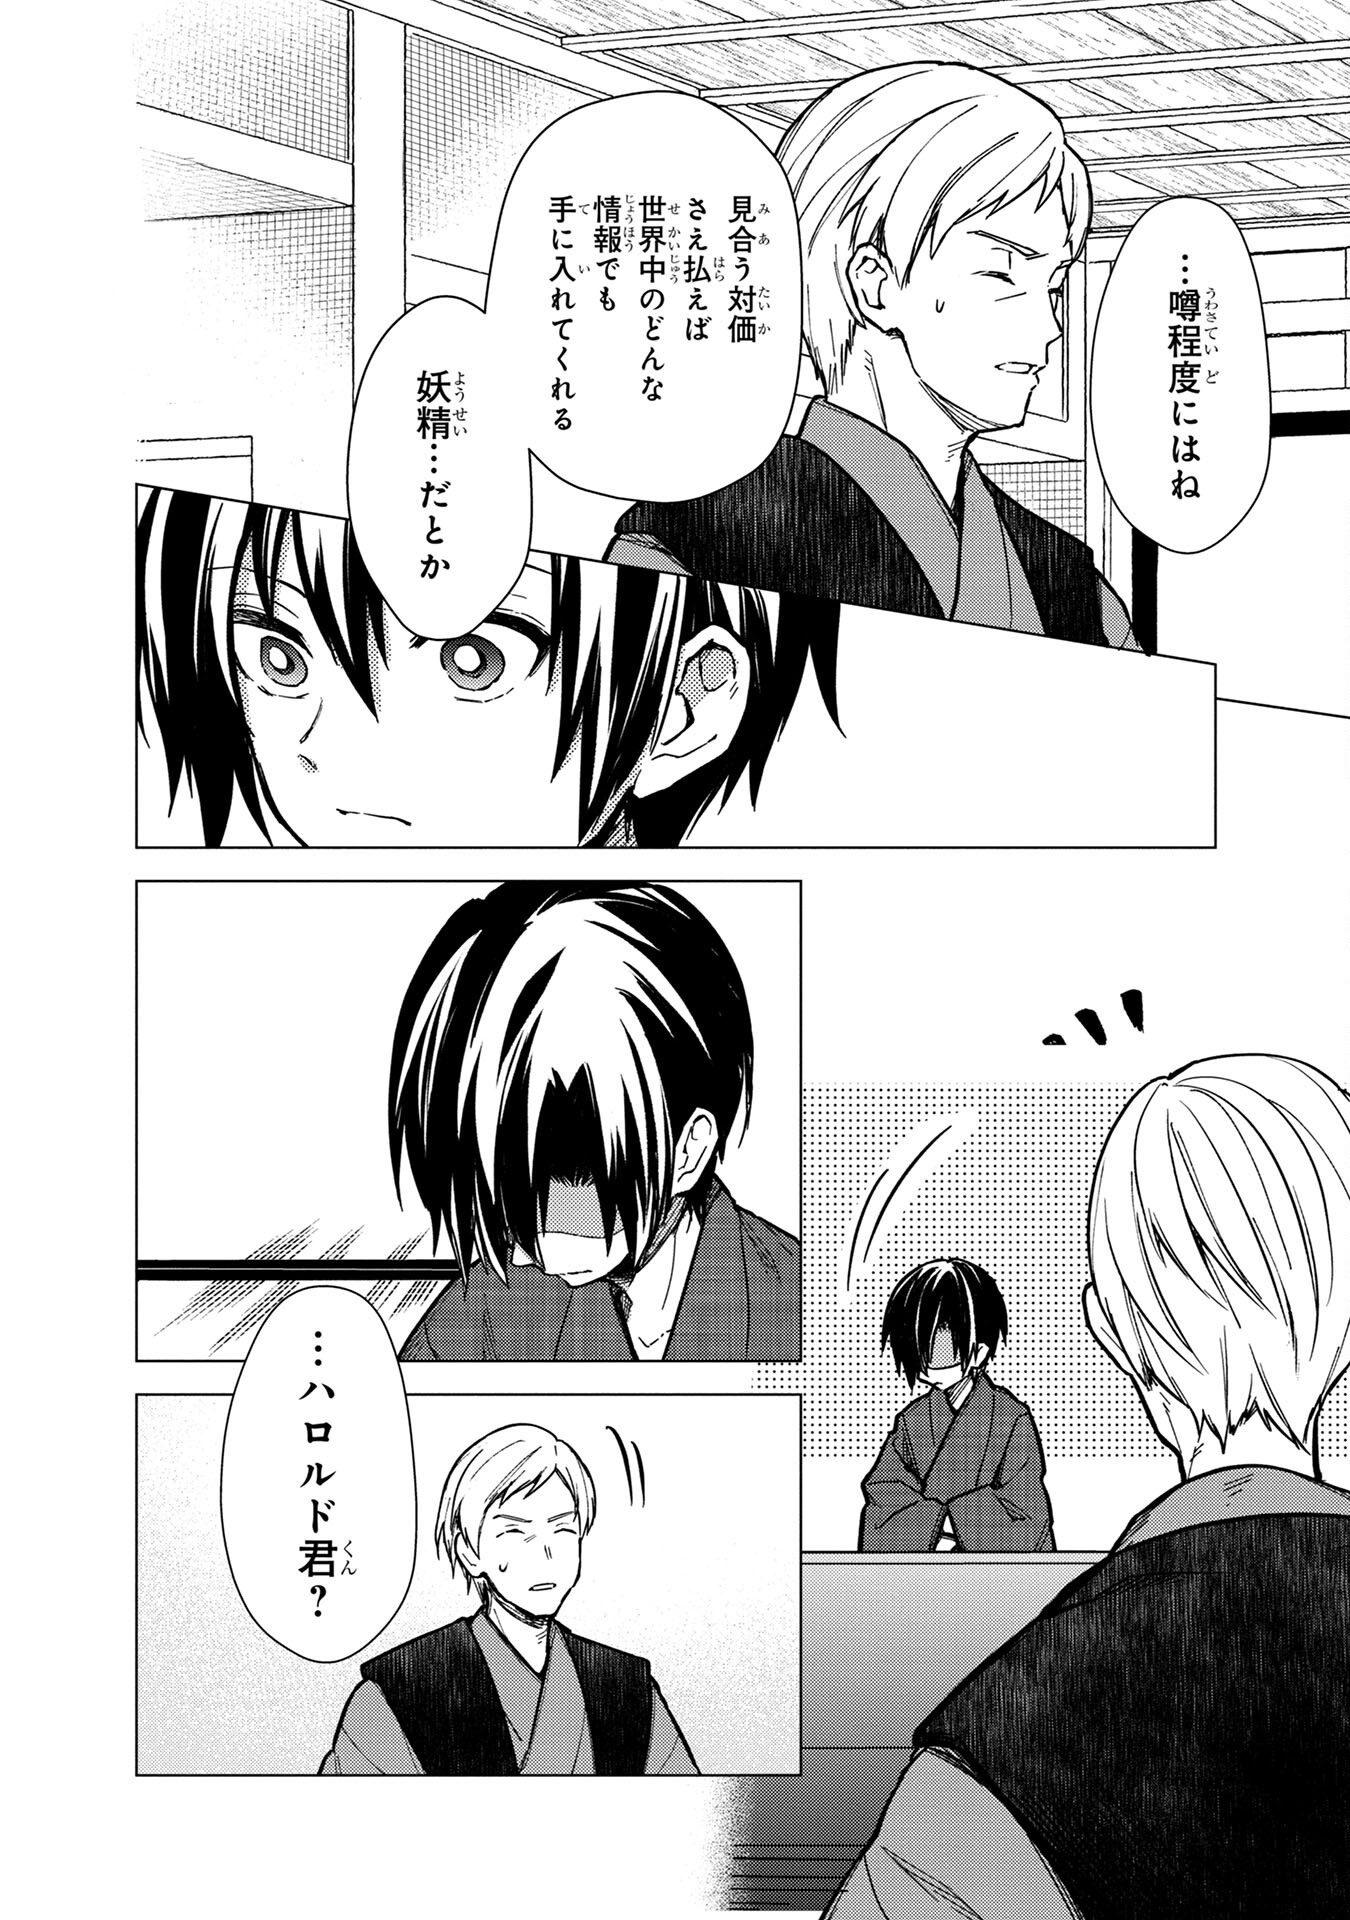 …噂程度にはね
見合う対価
さえ払えば
世界中のどんな
情報でも
手に入れてくれる
妖精…だとか
…ハロルド君？